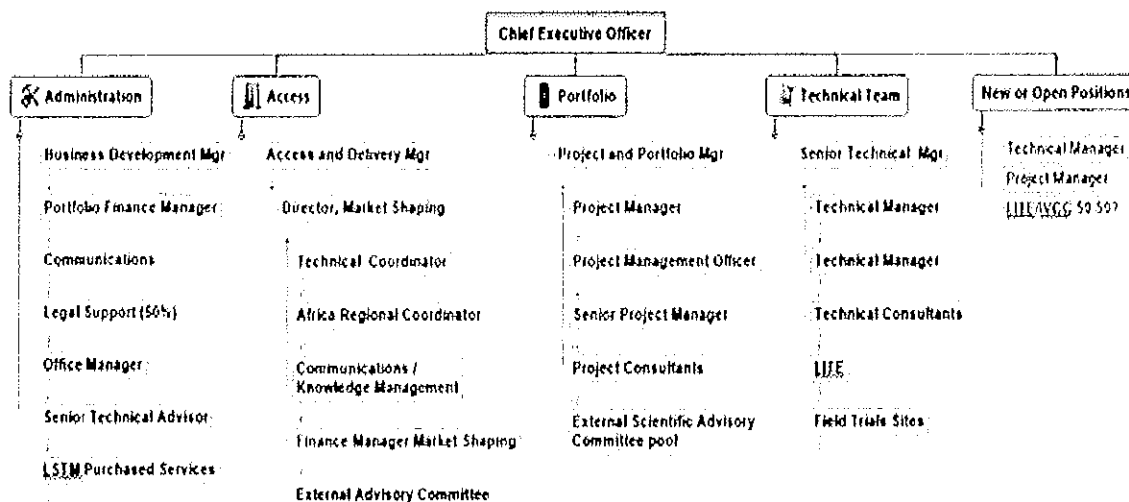 Chief Executive Officer
Administration
Access
Portfolio
Technical Team
New or Open Positions
Business Development Mgr
Portfolio Finance Manager
Communications
Legal Support (50%)
Office Manager
Senior Technical Advisor
LSTM Purchased Services
Access and Delivery Mgr
Director, Market Shaping
Technical Coordinator
Africa Regional Coordinator
Communications /
Knowledge Management
Finance Manager Market Shaping
External Advisory Committee
Project and Portfolio Mgr
Project Manager
Project Management Officer
Senior Project Manager
Project Consultants
External Scientific Advisory
Committee pool
Senior Technical Mgr
Technical Manager
Technical Manager
Technical Consultants
Field Trials Sites
Technical Manager
Project Manager